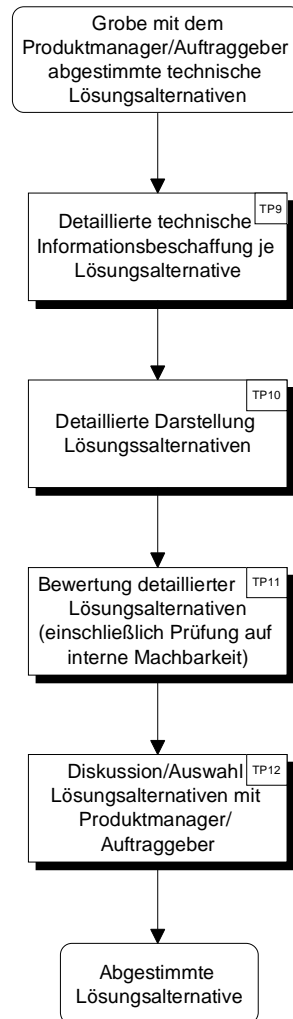 Grobe mit dem
Produktmanager/Auftraggeber
abgestimmte technische
Lösungsalternativen
TP9
Detaillierte technische
Informationsbeschaffung je
Lösungsalternative
TP10
Detaillierte Darstellung
Lösungssalternativen
TP11
Bewertung detaillierter
Lösungsalternativen
(einschließlich Prüfung auf
interne Machbarkeit)
TP12
Diskussion/Auswahl
Lösungsalternativen mit
Produktmanager/
Auftraggeber
Abgestimmte
Lösungsalternative